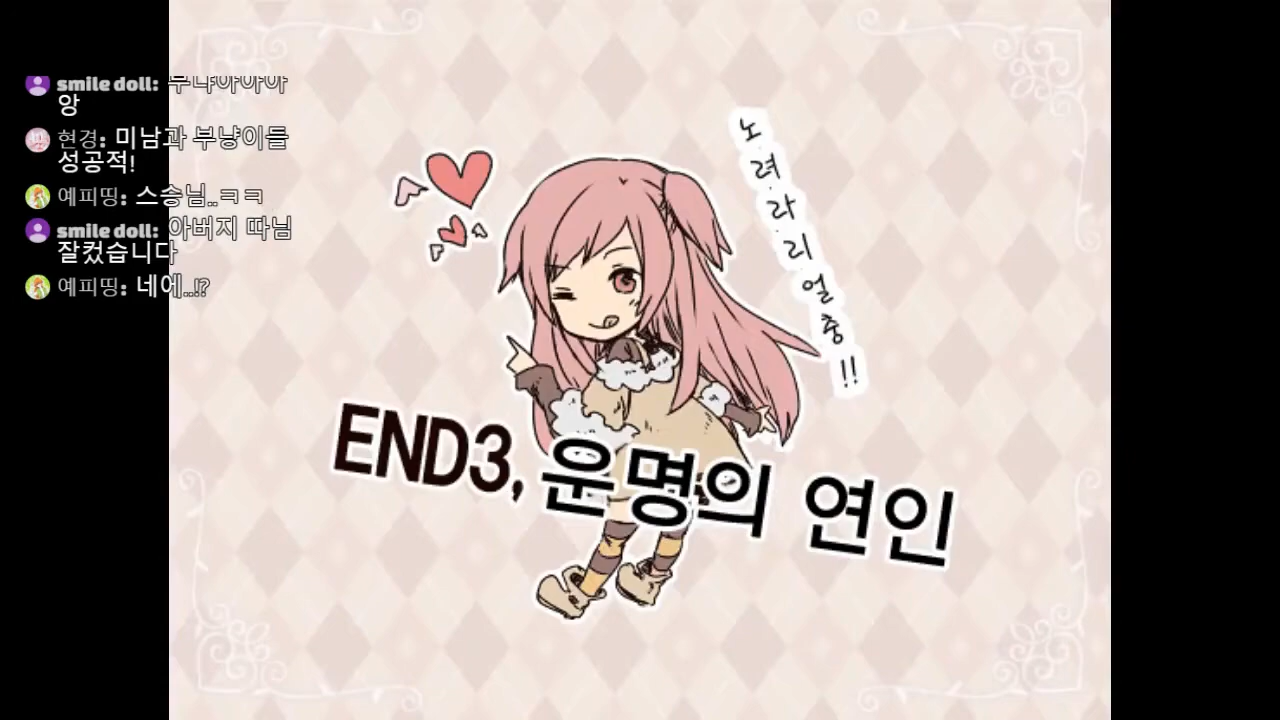 smile doll: 부냐아아아
앙
현경: 미남과 부냥이들
성공적!
예피띵: 스승님..ㅋㅋ
smile doll: 아버지 따님
잘컸습니다
예피띵: 네에..!?
노려라리얼충!!
END3, 운명의 연인